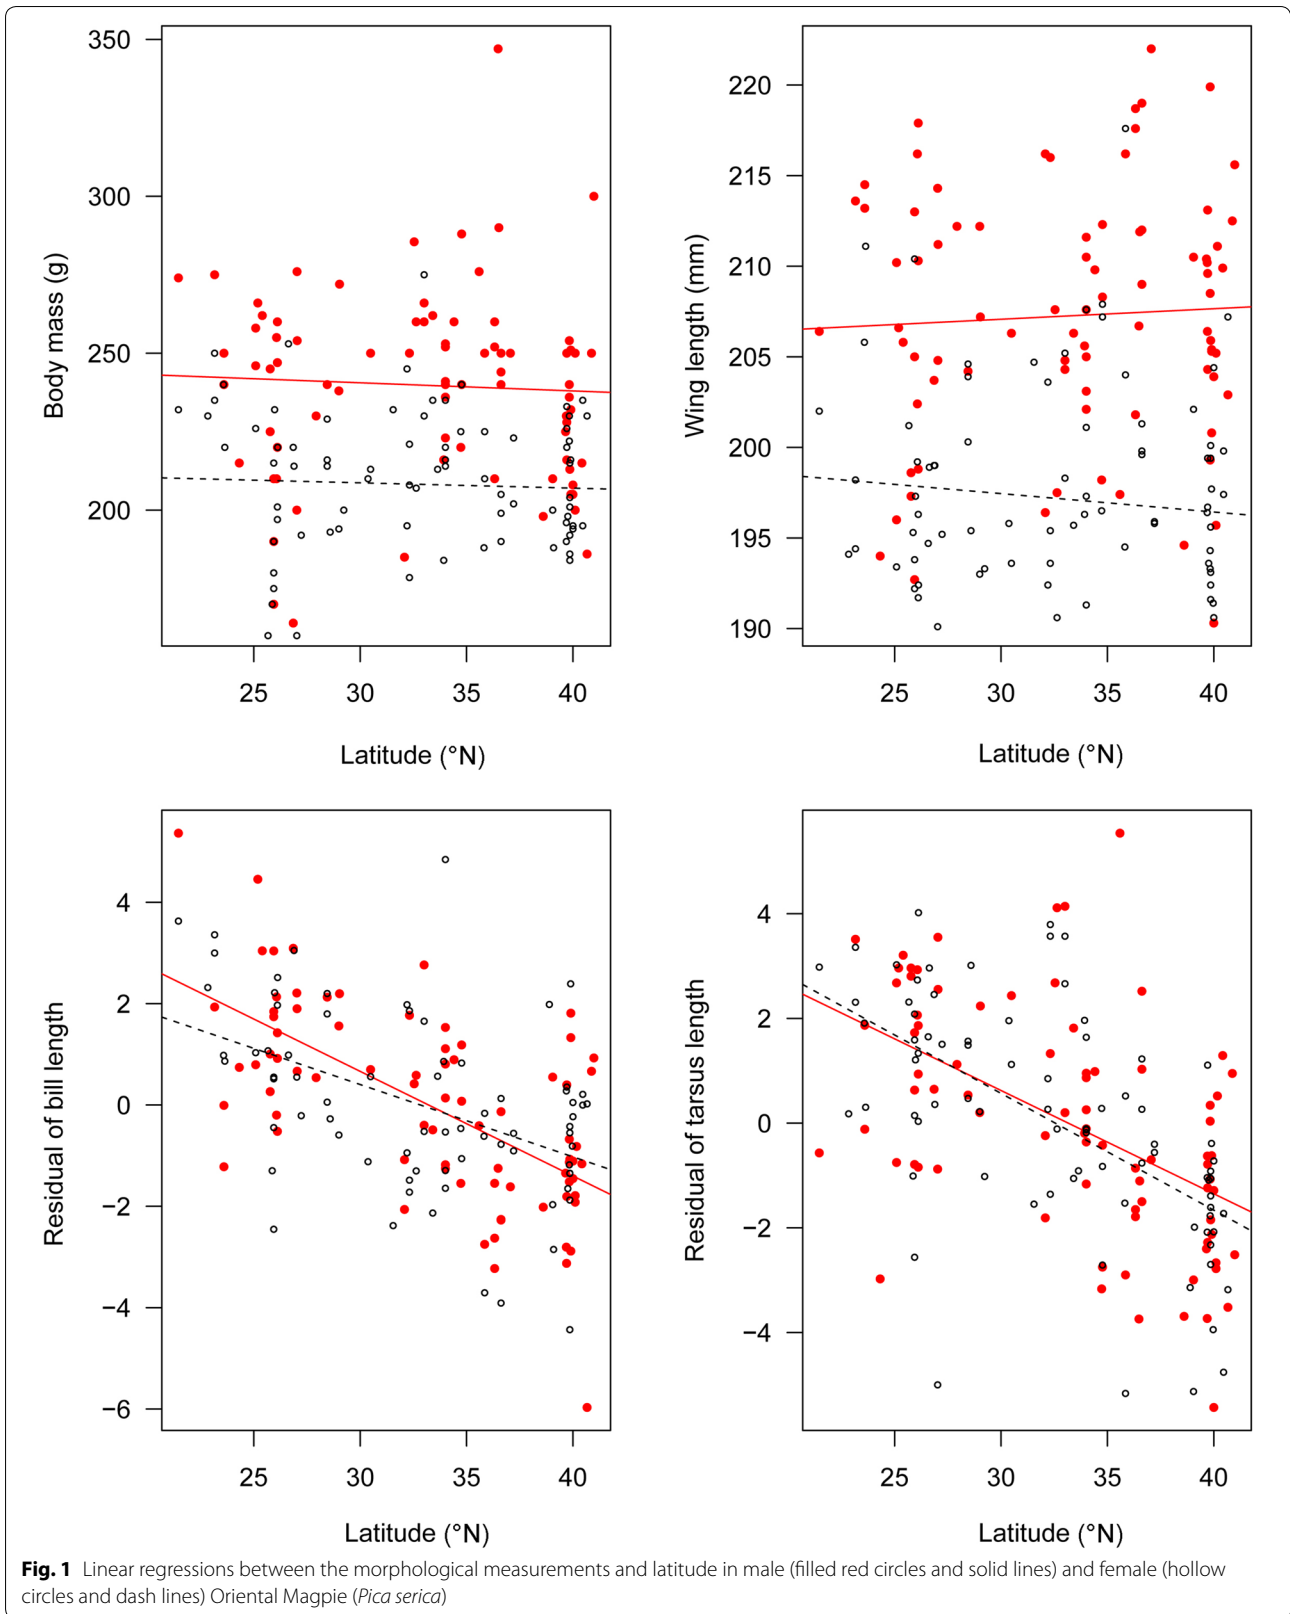 350
300
250
200
Body mass (g)
25 30 35 40
Latitude (°N)
220
215
210
205
200
195
190
Wing length (mm)
25 30 35 40
Latitude (°N)
4
2
0
−2
−4
−6
Residual of bill length
25 30 35 40
Latitude (°N)
4
2
0
−2
−4
Residual of tarsus length
25 30 35 40
Latitude (°N)
Fig. 1 Linear regressions between the morphological measurements and latitude in male (filled red circles and solid lines) and female (hollow
circles and dash lines) Oriental Magpie (Pica serica)